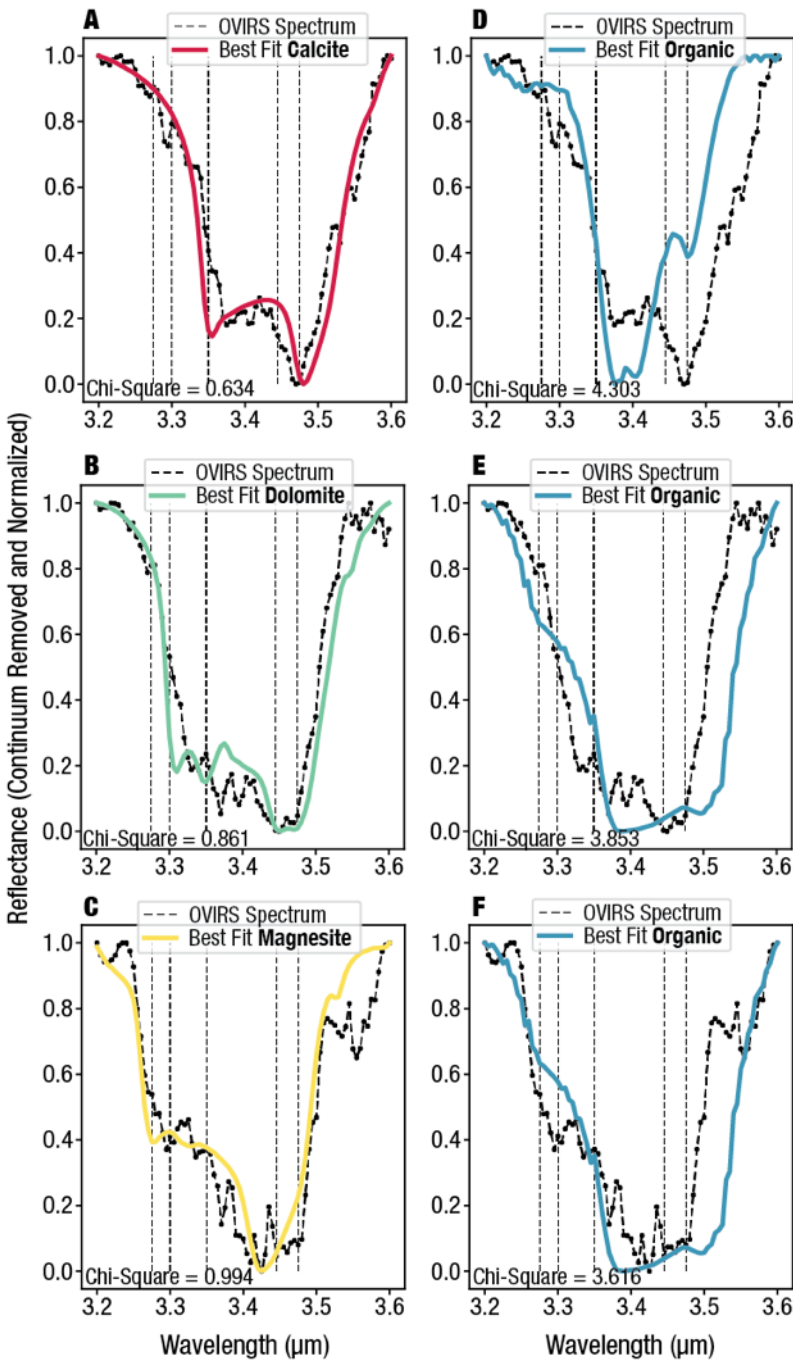 A
OVIRS Spectrum
Best Fit Calcite
1.0
0.8
0.6
0.4
0.2
0.0
Chi-Square = 0.634
3.2 3.3 3.4 3.5 3.6
D
OVIRS Spectrum
Best Fit Organic
1.0
0.8
0.6
0.4
0.2
0.0
Chi-Square = 4.303
3.2 3.3 3.4 3.5 3.6
Reflectance (Continuum Removed and Normalized)
B
OVIRS Spectrum
Best Fit Dolomite
1.0
0.8
0.6
0.4
0.2
0.0
Chi-Square = 0.861
3.2 3.3 3.4 3.5 3.6
E
OVIRS Spectrum
Best Fit Organic
1.0
0.8
0.6
0.4
0.2
0.0
Chi-Square = 3.853
3.2 3.3 3.4 3.5 3.6
C
OVIRS Spectrum
Best Fit Magnesite
1.0
0.8
0.6
0.4
0.2
0.0
Chi-Square = 0.994
3.2 3.3 3.4 3.5 3.6
Wavelength (μm)
F
OVIRS Spectrum
Best Fit Organic
1.0
0.8
0.6
0.4
0.2
0.0
Chi-Square = 3.616
3.2 3.3 3.4 3.5 3.6
Wavelength (μm)